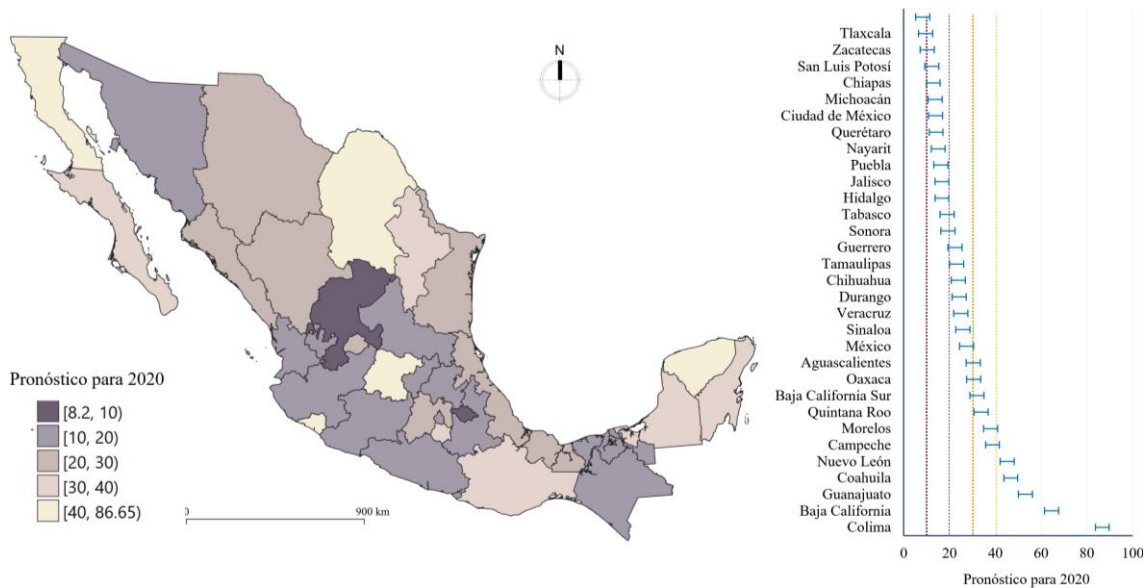 N
Pronóstico para 2020
[8.2, 10)
[10, 20)
[20, 30)
[30, 40)
[40, 86.65)
0
900 km
Tlaxcala
Zacatecas
San Luis Potosí
Chiapas
Michoacán
Ciudad de México
Querétaro
Nayarit
Puebla
Jalisco
Hidalgo
Tabasco
Sonora
Guerrero
Tamaulipas
Chihuahua
Durango
Veracruz
Sinaloa
México
Aguascalientes
Oaxaca
Baja California Sur
Quintana Roo
Morelos
Campeche
Nuevo León
Coahuila
Guanajuato
Baja California
Colima
0 20 40 60 80 100
Pronóstico para 2020